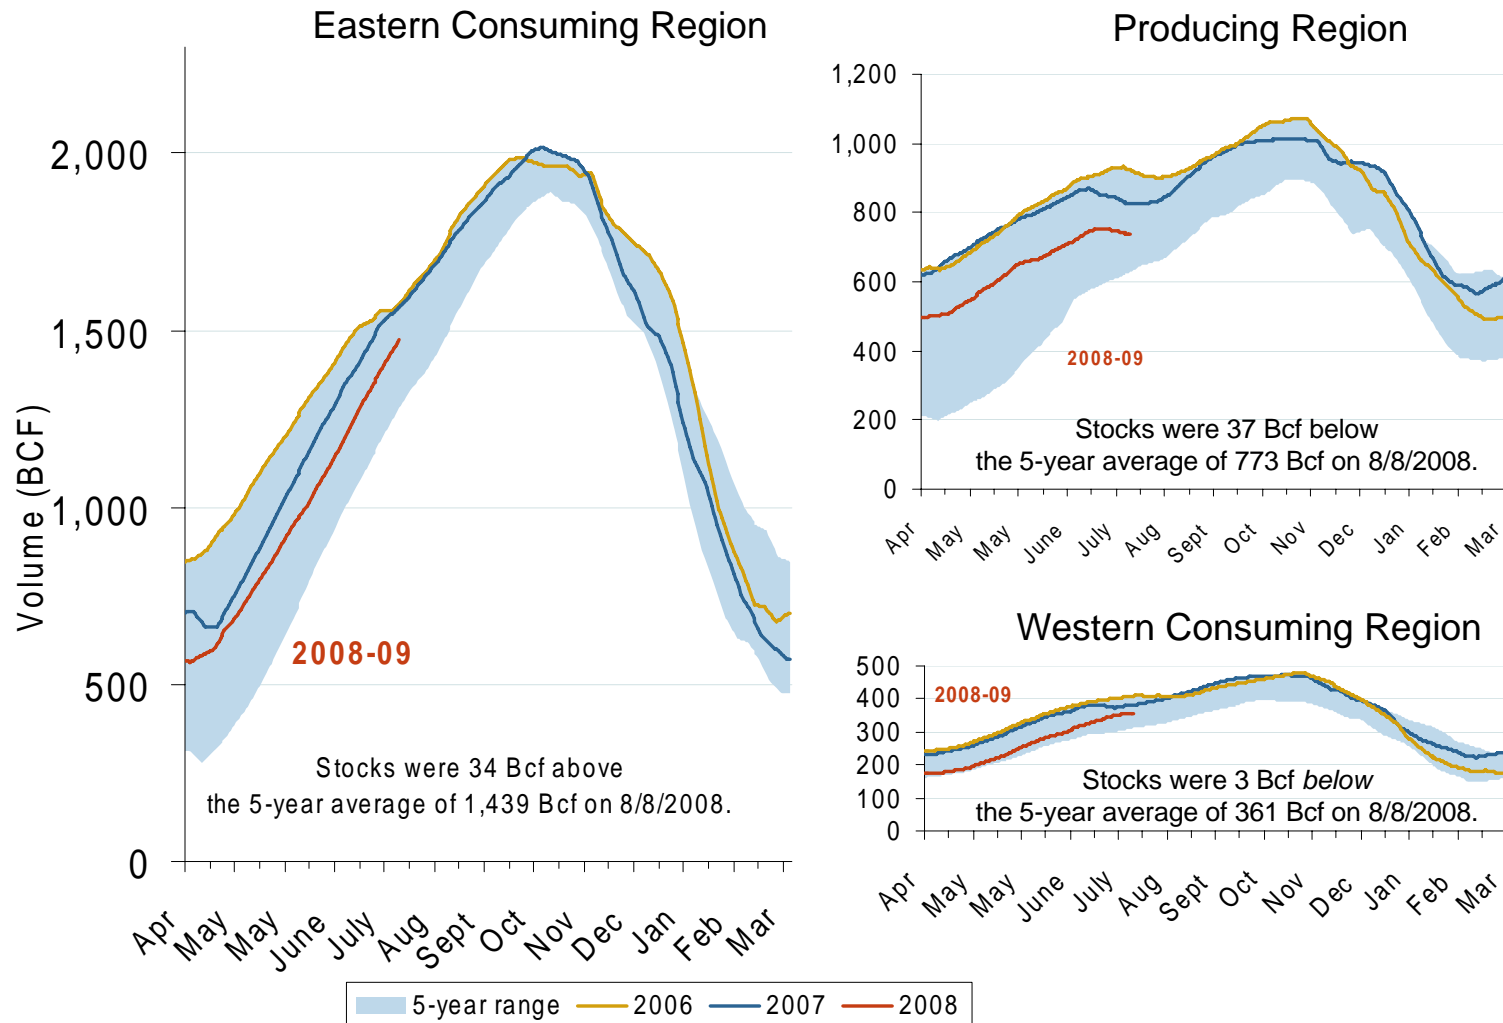 Eastern Consuming Region
Volume (BCF)
2,000
1,500
1,000
500
0
2008-09
Stocks were 34 Bcf above
the 5-year average of 1,439 Bcf on 8/8/2008.
Apr May May June July Aug Sept Oct Nov Dec Jan Feb Mar
Producing Region
1,200
1,000
800
600
400
200
0
2008-09
Stocks were 37 Bcf below
the 5-year average of 773 Bcf on 8/8/2008.
Apr May May June July Aug Sept Oct Nov Dec Jan Feb Mar
Western Consuming Region
500
400
300
200
100
0
2008-09
Stocks were 3 Bcf below
the 5-year average of 361 Bcf on 8/8/2008.
Apr May May June July Aug Sept Oct Nov Dec Jan Feb Mar
5-year range 2006 2007 2008